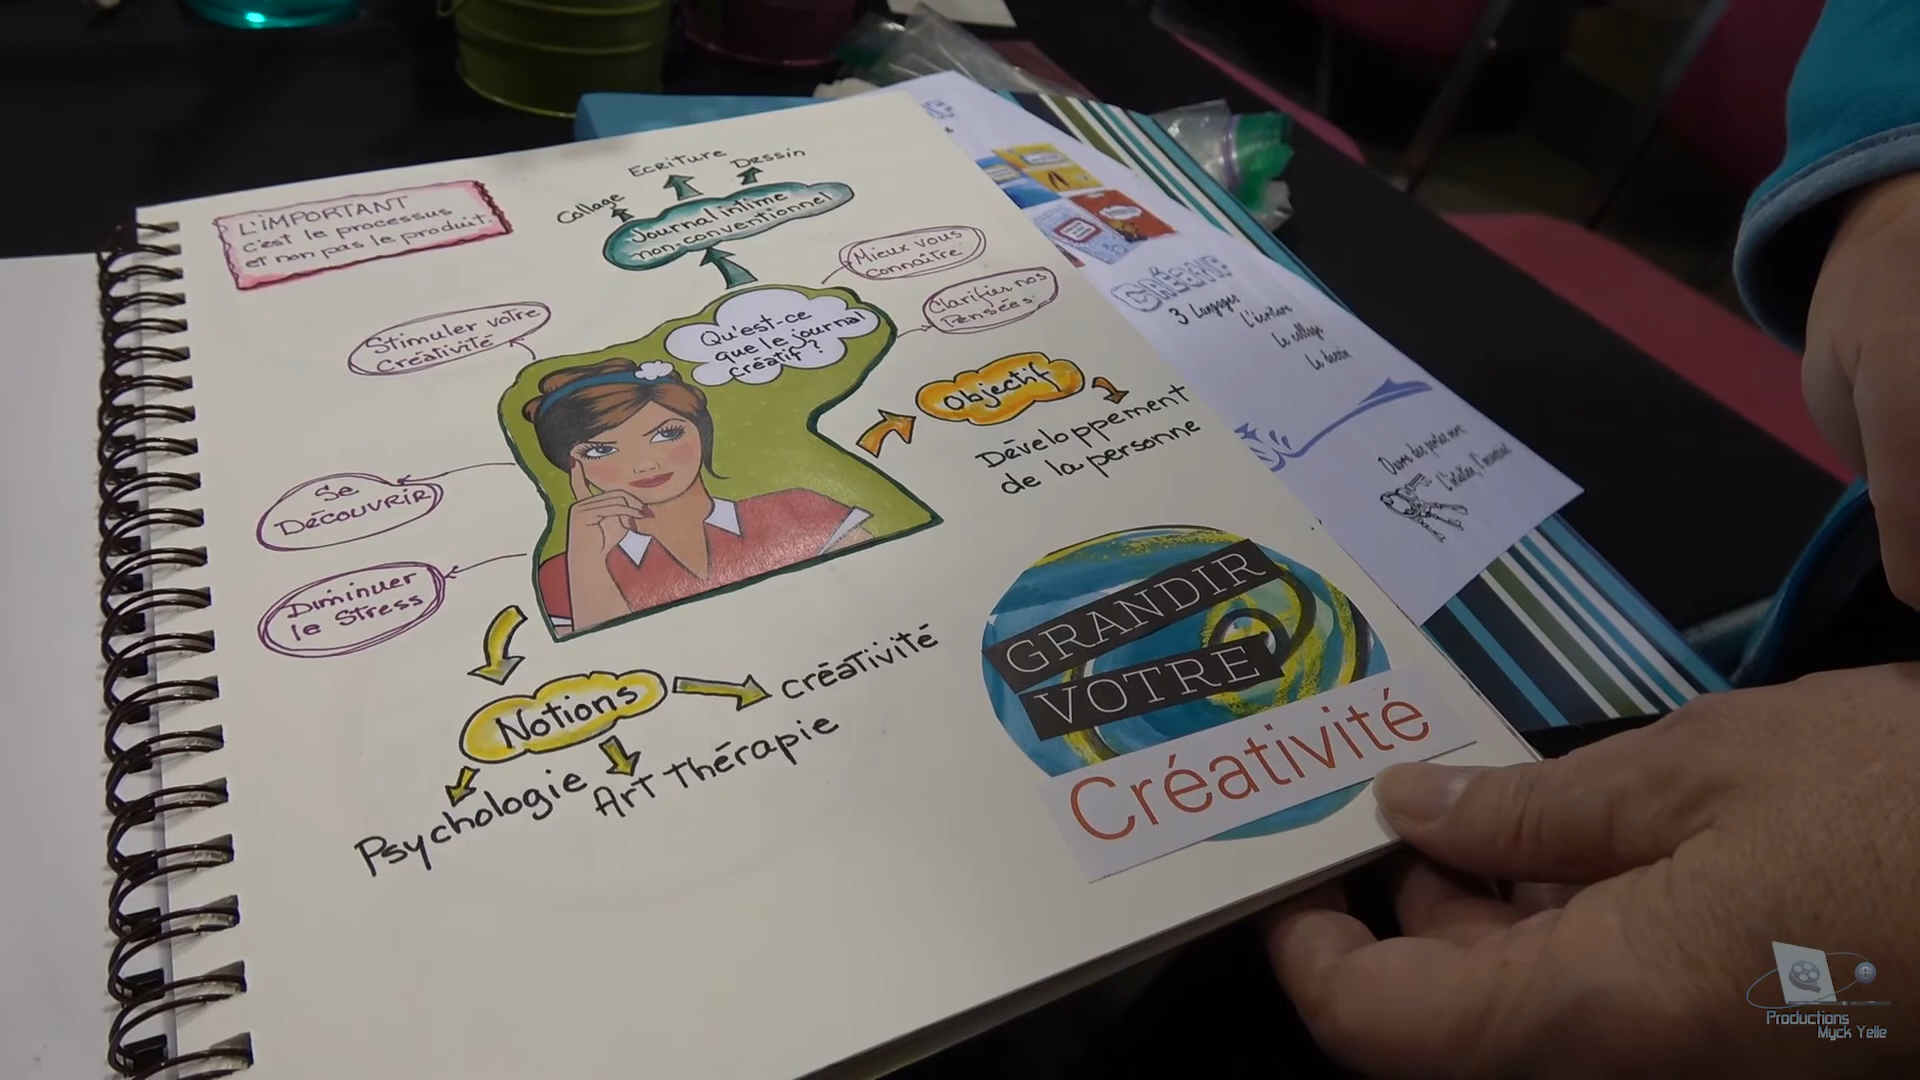 L'IMPORTANT
c'est le processus
et non pas le produit.
Collage
Ecriture
Dessin
Journal intime
non-conventionnel
Mieux vous
connaître
Clarifier nos
Pensées
Stimuler votre
créativité
Qu'est-ce
que le journal
créatif ?
Objectif
Développement
de la personne
Se
DÉCOUVRIR
Diminuer
le Stress
Notions
créativité
Psychologie
Art Thérapie
GRANDIR
VOTRE
Créativité
3 Langages
L'écriture
Le collage
Le dessin
Productions
Myck Yelle